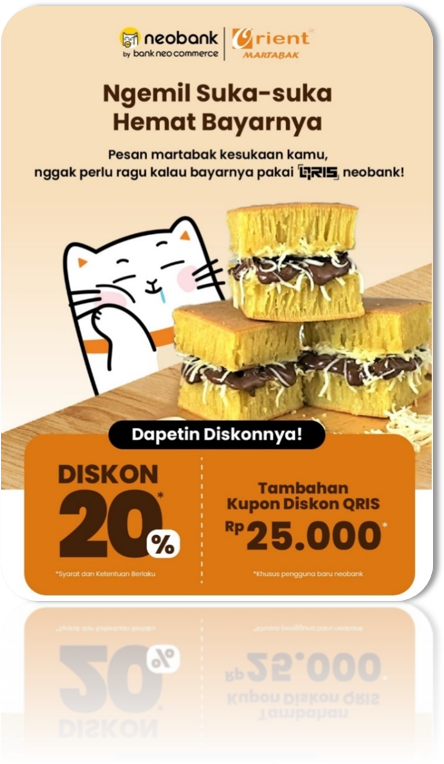 neobank
by bank neo commerce
Orient
MARTABAK
Ngemil Suka-suka
Hemat Bayarnya
Pesan martabak kesukaan kamu,
nggak perlu ragu kalau bayarnya pakai QRIS neobank!
Dapetin Diskonnya!
DISKON
20%*
*Syarat dan Ketentuan Berlaku
Tambahan
Kupon Diskon QRIS
Rp 25.000*
*Khusus pengguna baru neobank